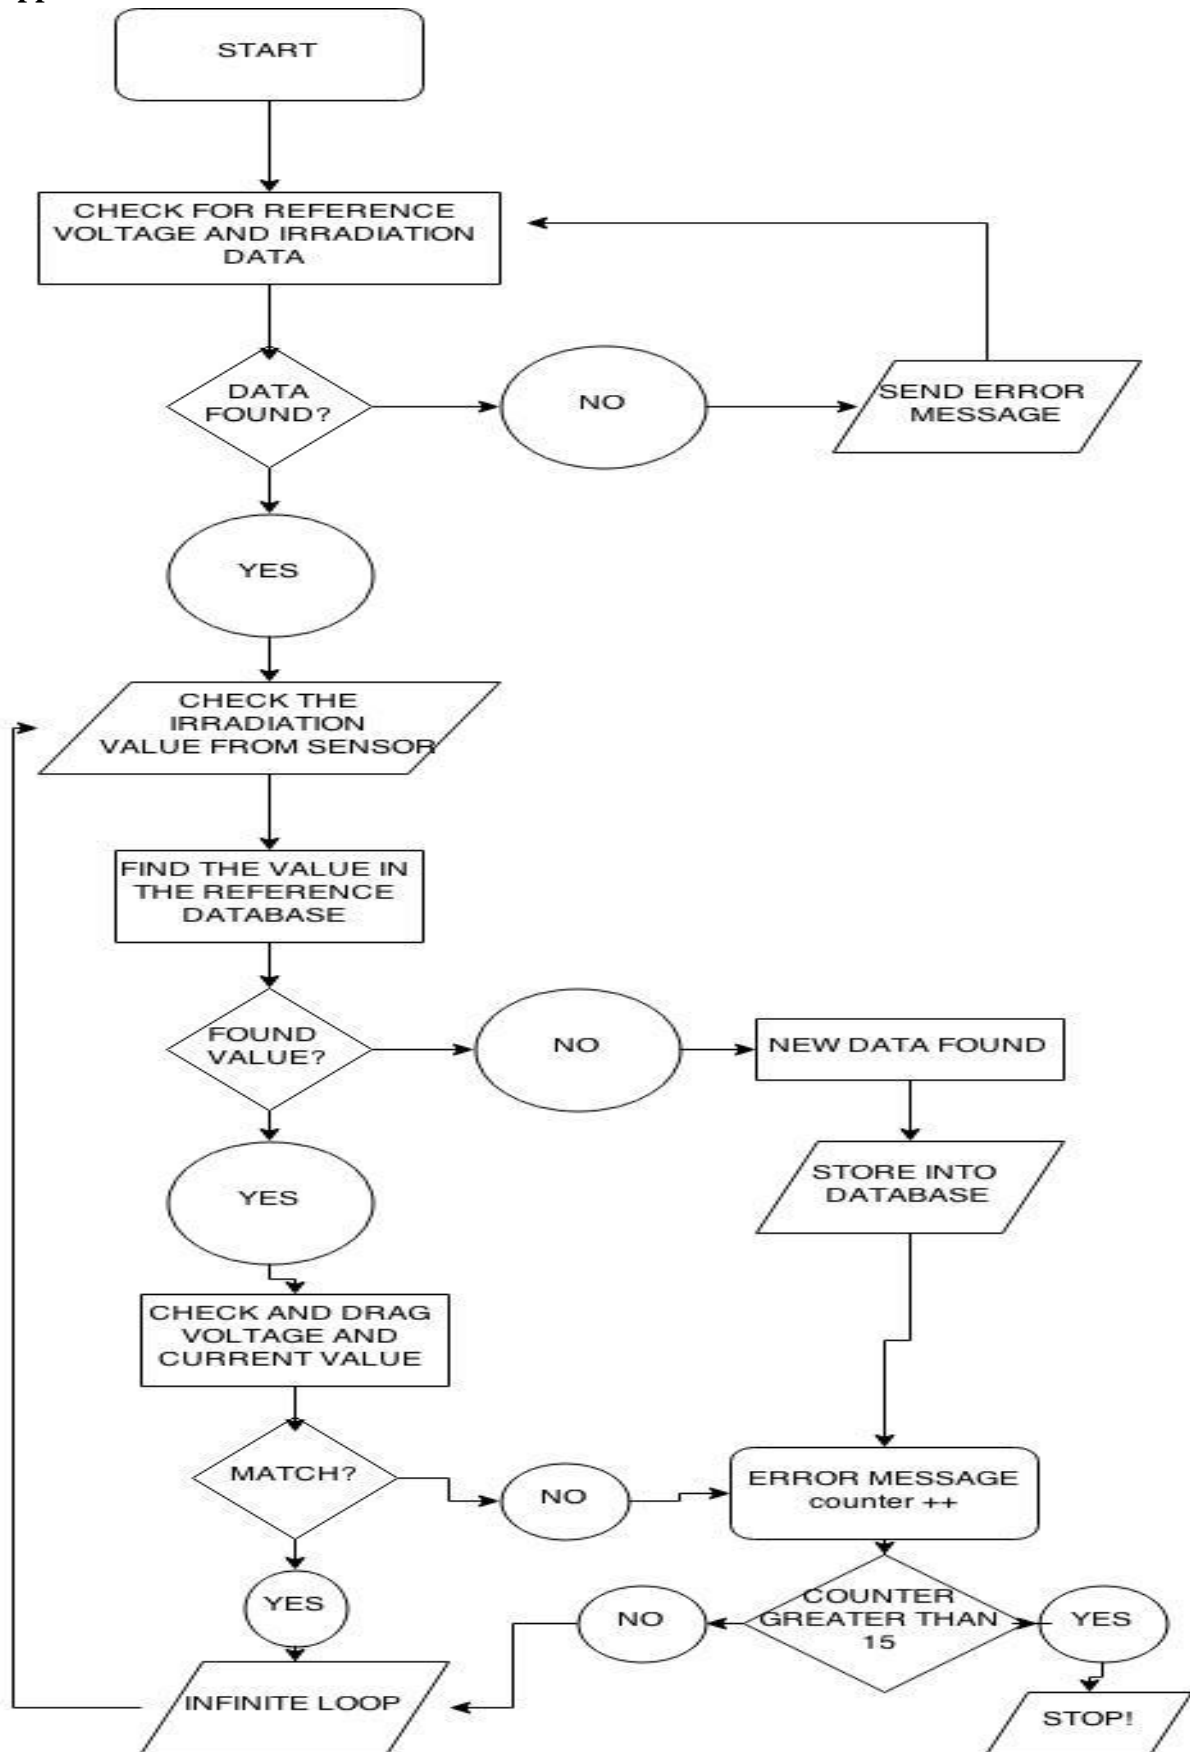 START
CHECK FOR REFERENCE
VOLTAGE AND IRRADIATION
DATA
DATA
FOUND?
NO
SEND ERROR
MESSAGE
YES
CHECK THE
IRRADIATION
VALUE FROM SENSOR
FIND THE VALUE IN
THE REFERENCE
DATABASE
FOUND
VALUE?
NO
NEW DATA FOUND
STORE INTO
DATABASE
YES
CHECK AND DRAG
VOLTAGE AND
CURRENT VALUE
MATCH?
NO
ERROR MESSAGE
counter ++
YES
NO
COUNTER
GREATER THAN
15
YES
INFINITE LOOP
STOP!